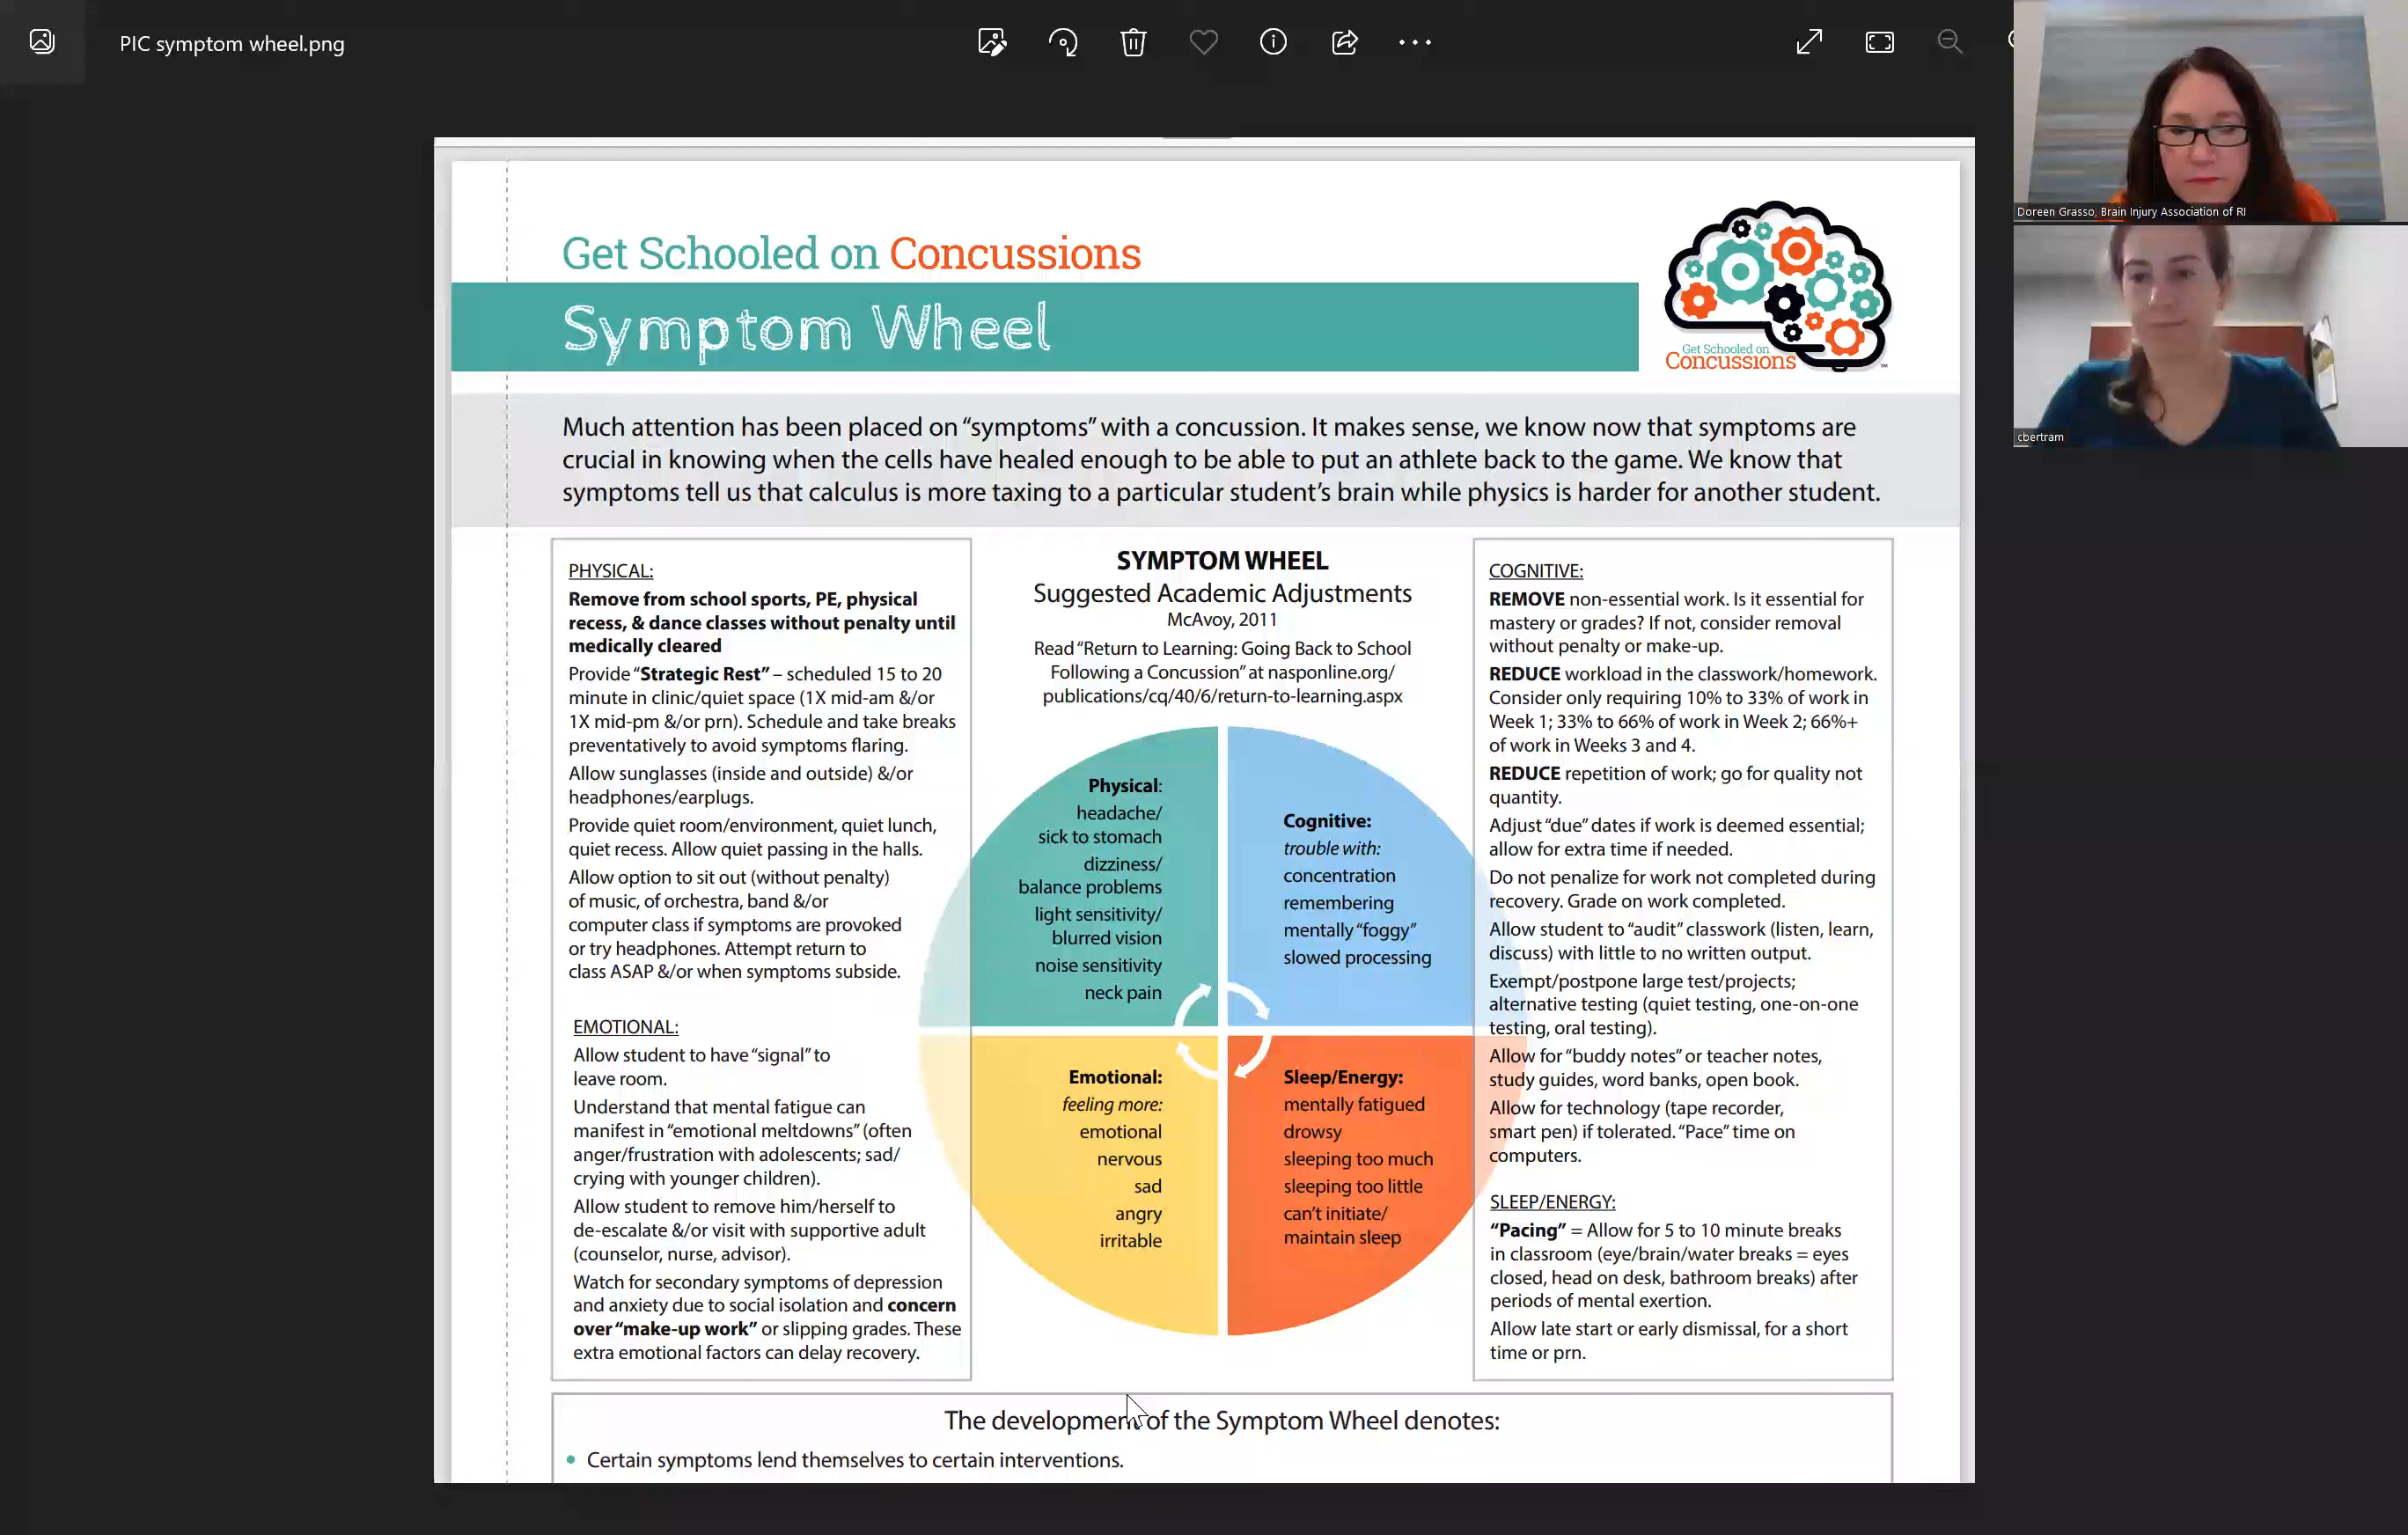 PIC symptom wheel.png
Doreen Grasso, Brain Injury Association of RI
cbertram
Get Schooled on Concussions
Symptom Wheel
Get Schooled on
Concussions
TM
Much attention has been placed on “symptoms” with a concussion. It makes sense, we know now that symptoms are
crucial in knowing when the cells have healed enough to be able to put an athlete back to the game. We know that
symptoms tell us that calculus is more taxing to a particular student’s brain while physics is harder for another student.
PHYSICAL:
Remove from school sports, PE, physical
recess, & dance classes without penalty until
medically cleared
Provide “Strategic Rest” – scheduled 15 to 20
minute in clinic/quiet space (1X mid-am &/or
1X mid-pm &/or prn). Schedule and take breaks
preventatively to avoid symptoms flaring.
Allow sunglasses (inside and outside) &/or
headphones/earplugs.
Provide quiet room/environment, quiet lunch,
quiet recess. Allow quiet passing in the halls.
Allow option to sit out (without penalty)
of music, of orchestra, band &/or
computer class if symptoms are provoked
or try headphones. Attempt return to
class ASAP &/or when symptoms subside.
EMOTIONAL:
Allow student to have “signal” to
leave room.
Understand that mental fatigue can
manifest in “emotional meltdowns” (often
anger/frustration with adolescents; sad/
crying with younger children).
Allow student to remove him/herself to
de-escalate &/or visit with supportive adult
(counselor, nurse, advisor).
Watch for secondary symptoms of depression
and anxiety due to social isolation and concern
over “make-up work” or slipping grades. These
extra emotional factors can delay recovery.
SYMPTOM WHEEL
Suggested Academic Adjustments
McAvoy, 2011
Read “Return to Learning: Going Back to School
Following a Concussion” at nasponline.org/
publications/cq/40/6/return-to-learning.aspx
Physical:
headache/
sick to stomach
dizziness/
balance problems
light sensitivity/
blurred vision
noise sensitivity
neck pain
Cognitive:
trouble with:
concentration
remembering
mentally “foggy”
slowed processing
Emotional:
feeling more:
emotional
nervous
sad
angry
irritable
Sleep/Energy:
mentally fatigued
drowsy
sleeping too much
sleeping too little
can’t initiate/
maintain sleep
COGNITIVE:
REMOVE non-essential work. Is it essential for
mastery or grades? If not, consider removal
without penalty or make-up.
REDUCE workload in the classwork/homework.
Consider only requiring 10% to 33% of work in
Week 1; 33% to 66% of work in Week 2; 66%+
of work in Weeks 3 and 4.
REDUCE repetition of work; go for quality not
quantity.
Adjust “due” dates if work is deemed essential;
allow for extra time if needed.
Do not penalize for work not completed during
recovery. Grade on work completed.
Allow student to “audit” classwork (listen, learn,
discuss) with little to no written output.
Exempt/postpone large test/projects;
alternative testing (quiet testing, one-on-one
testing, oral testing).
Allow for “buddy notes” or teacher notes,
study guides, word banks, open book.
Allow for technology (tape recorder,
smart pen) if tolerated. “Pace” time on
computers.
SLEEP/ENERGY:
“Pacing” = Allow for 5 to 10 minute breaks
in classroom (eye/brain/water breaks = eyes
closed, head on desk, bathroom breaks) after
periods of mental exertion.
Allow late start or early dismissal, for a short
time or prn.
The development of the Symptom Wheel denotes:
• Certain symptoms lend themselves to certain interventions.